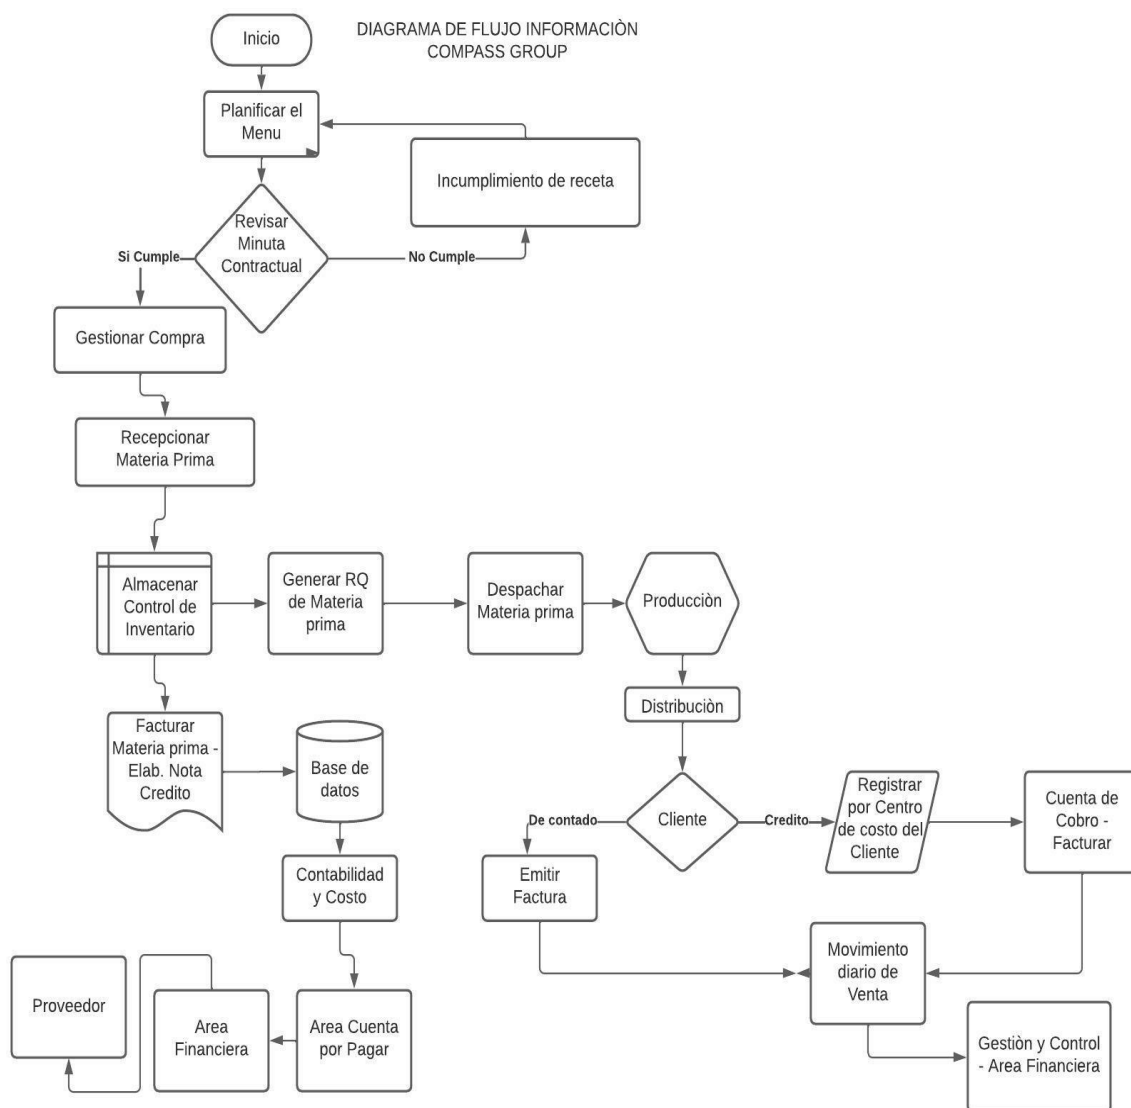 DIAGRAMA DE FLUJO INFORMACIÒN
COMPASS GROUP
Inicio
Planificar el
Menu
Incumplimiento de receta
Revisar
Minuta
Contractual
Si Cumple
No Cumple
Gestionar Compra
Recepcionar
Materia Prima
Almacenar
Control de
Inventario
Generar RQ
de Materia
prima
Despachar
Materia prima
Producciòn
Distribuciòn
Facturar
Materia prima -
Elab. Nota
Credito
Base de
datos
Cliente
De contado
Credito
Registrar
por Centro
de costo del
Cliente
Cuenta de
Cobro -
Facturar
Emitir
Factura
Contabilidad
y Costo
Movimiento
diario de
Venta
Proveedor
Area
Financiera
Area Cuenta
por Pagar
Gestiòn y Control
- Area Financiera